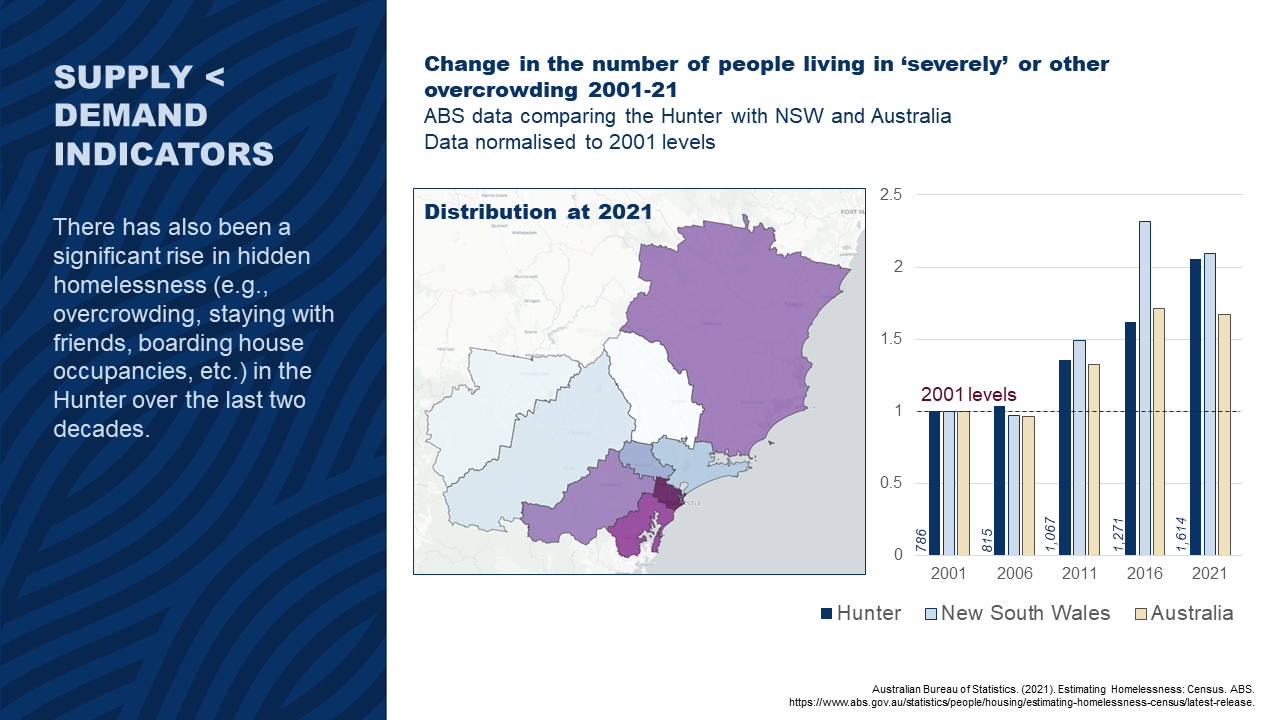 SUPPLY <
DEMAND
INDICATORS
There has also been a
significant rise in hidden
homelessness (e.g.,
overcrowding, staying with
friends, boarding house
occupancies, etc.) in the
Hunter over the last two
decades.
Change in the number of people living in ‘severely’ or other
overcrowding 2001-21
ABS data comparing the Hunter with NSW and Australia
Data normalised to 2001 levels
Distribution at 2021
PORT
2.5
2
1.5
1
0.5
0
2001 levels
786
815
1,067
1,271
1,614
2001
2006
2011
2016
2021
Hunter
New South Wales
Australia
Australian Bureau of Statistics. (2021). Estimating Homelessness: Census. ABS.
https://www.abs.gov.au/statistics/people/housing/estimating-homelessness-census/latest-release.